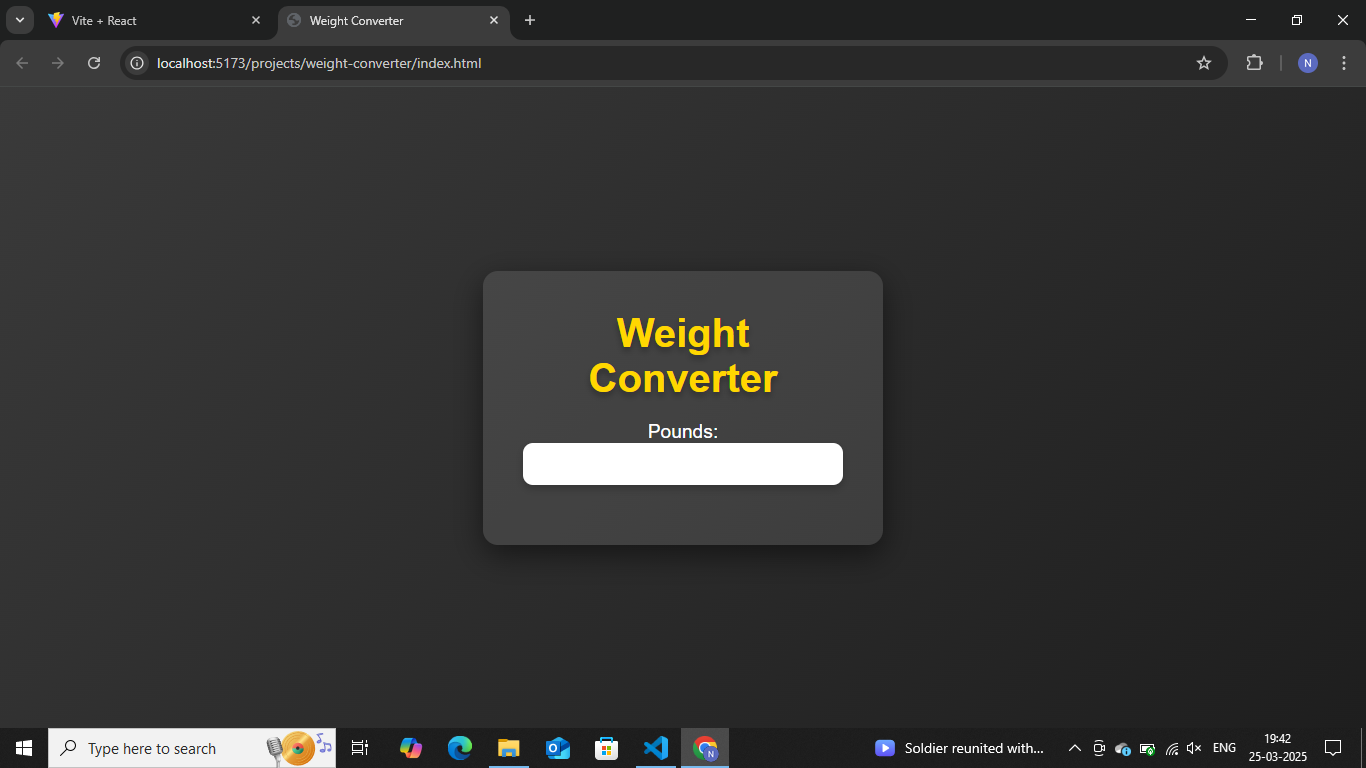 Vite + React
Weight Converter
localhost:5173/projects/weight-converter/index.html
N
Weight
Converter
Pounds:
Type here to search
N
Soldier reunited with...
ENG
19:42
25-03-2025